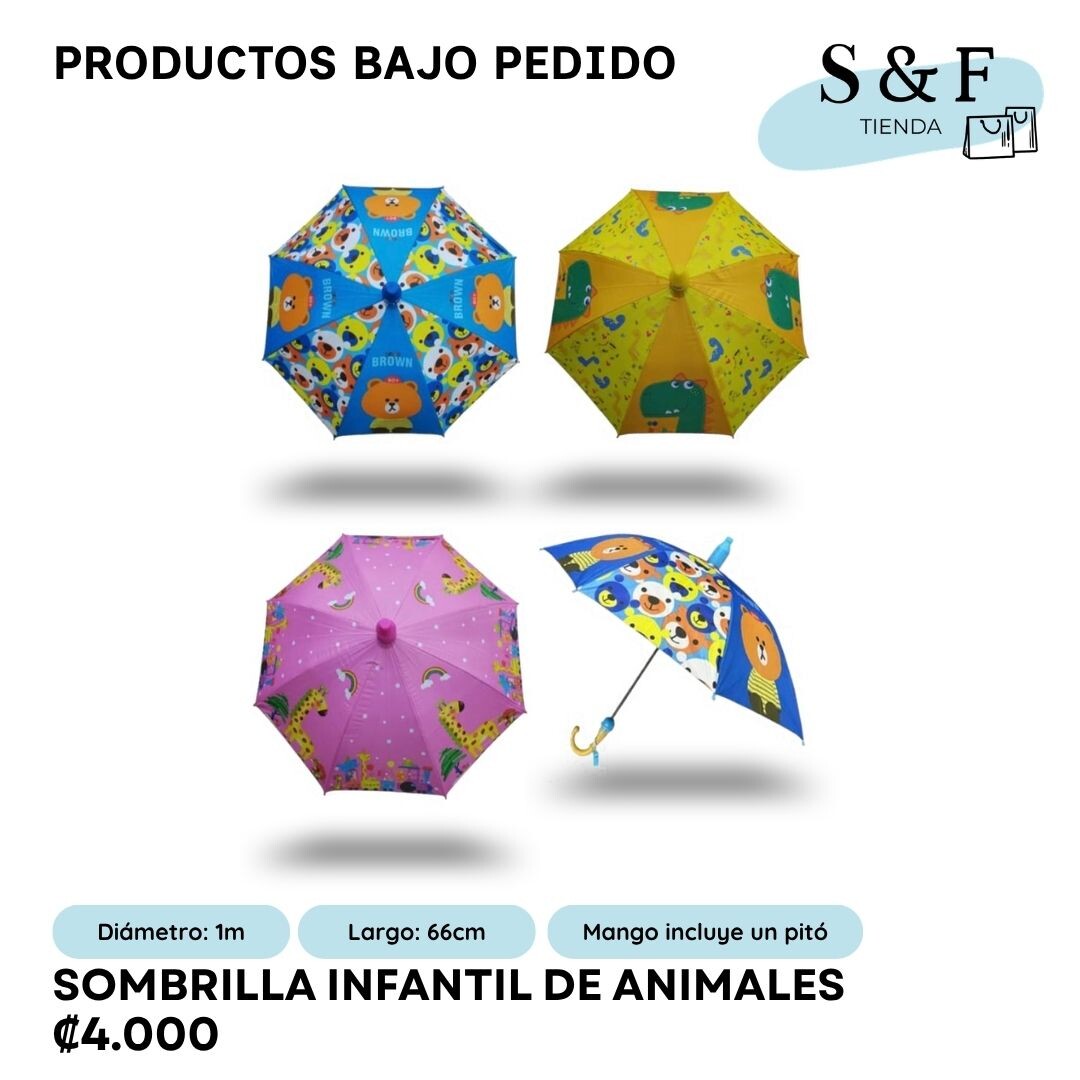 PRODUCTOS BAJO PEDIDO
S & F
TIENDA
BROWN
BROWN
BROWN
BROWN
Diámetro: 1m
Largo: 66cm
Mango incluye un pitó
SOMBRILLA INFANTIL DE ANIMALES
₡4.000